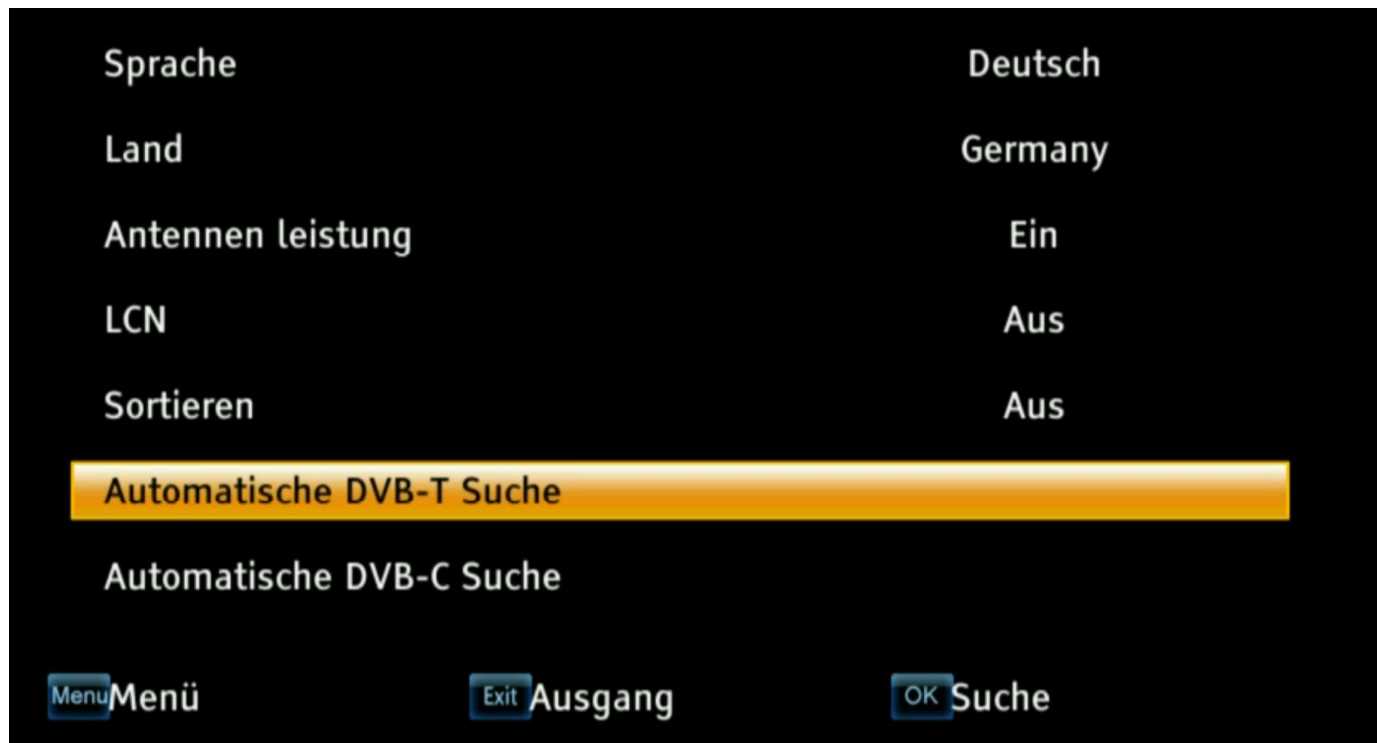 Sprache Deutsch
Land Germany
Antennen leistung Ein
LCN Aus
Sortieren Aus
Automatische DVB-T Suche
Automatische DVB-C Suche
Menu Menü Exit Ausgang OK Suche